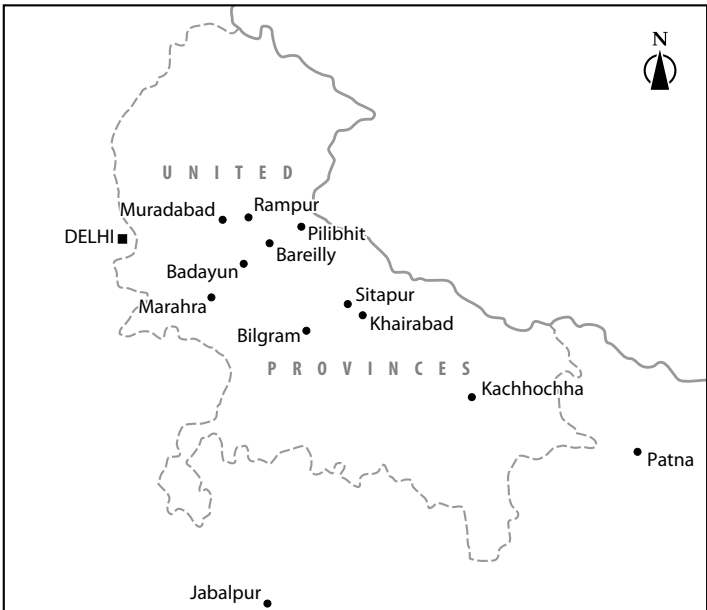 N
UNITED
Muradabad
Rampur
DELHI
Pilibhit
Bareilly
Badayun
Marahra
Sitapur
Khairabad
Bilgram
PROVINCES
Kachhochha
Patna
Jabalpur